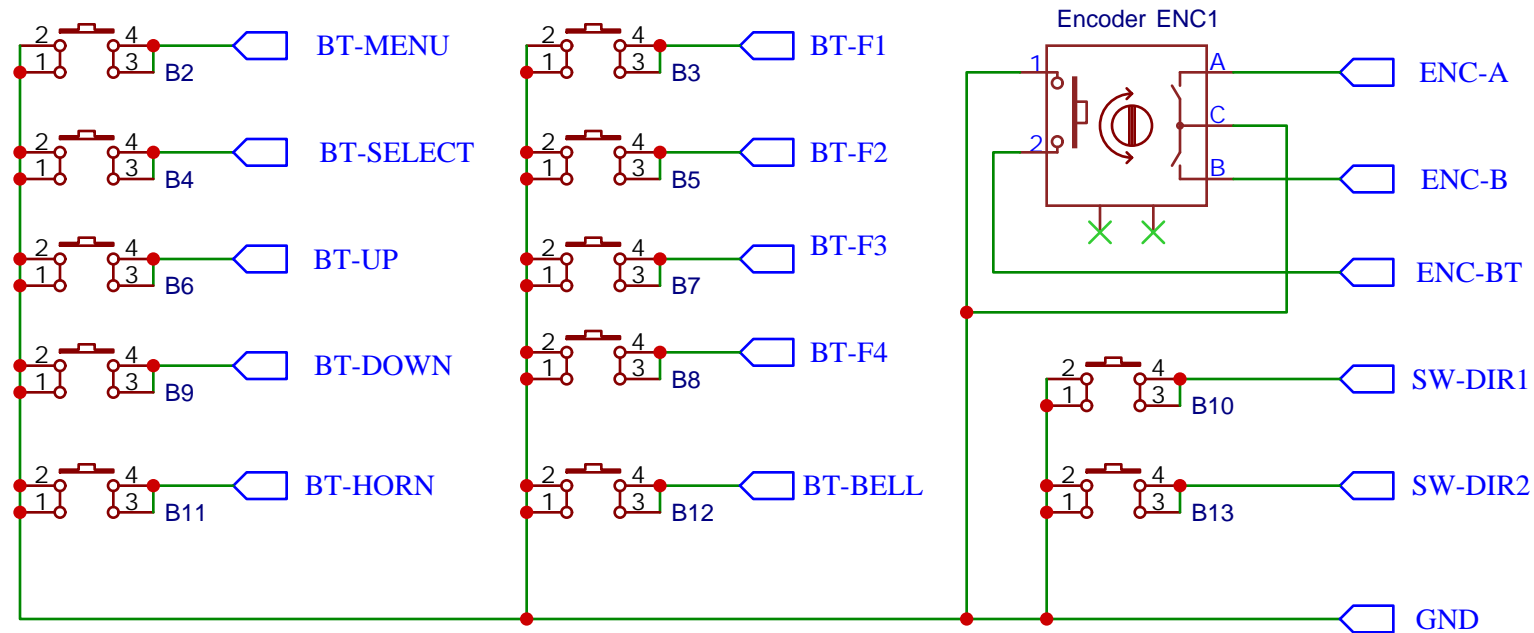 Encoder ENC1
2 4 BT-MENU
1 3 B2
2 4 BT-F1
1 3 B3
1 A ENC-A
C
2 B ENC-B
ENC-BT
2 4 BT-SELECT
1 3 B4
2 4 BT-F2
1 3 B5
2 4 BT-UP
1 3 B6
2 4 BT-F3
1 3 B7
2 4 BT-DOWN
1 3 B9
2 4 BT-F4
1 3 B8
2 4 SW-DIR1
1 3 B10
2 4 BT-HORN
1 3 B11
2 4 BT-BELL
1 3 B12
2 4 SW-DIR2
1 3 B13
GND